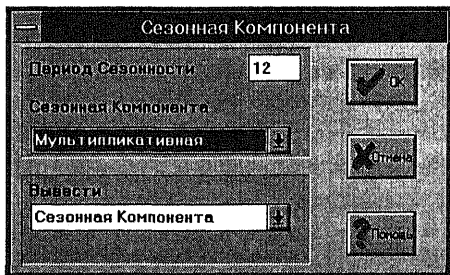 Сезонная Компонента
Период Сезонности 12
Сезонная Компонента
Мультипликативная
Вывести
Сезонная Компонента
OK
Отмена
Помощь